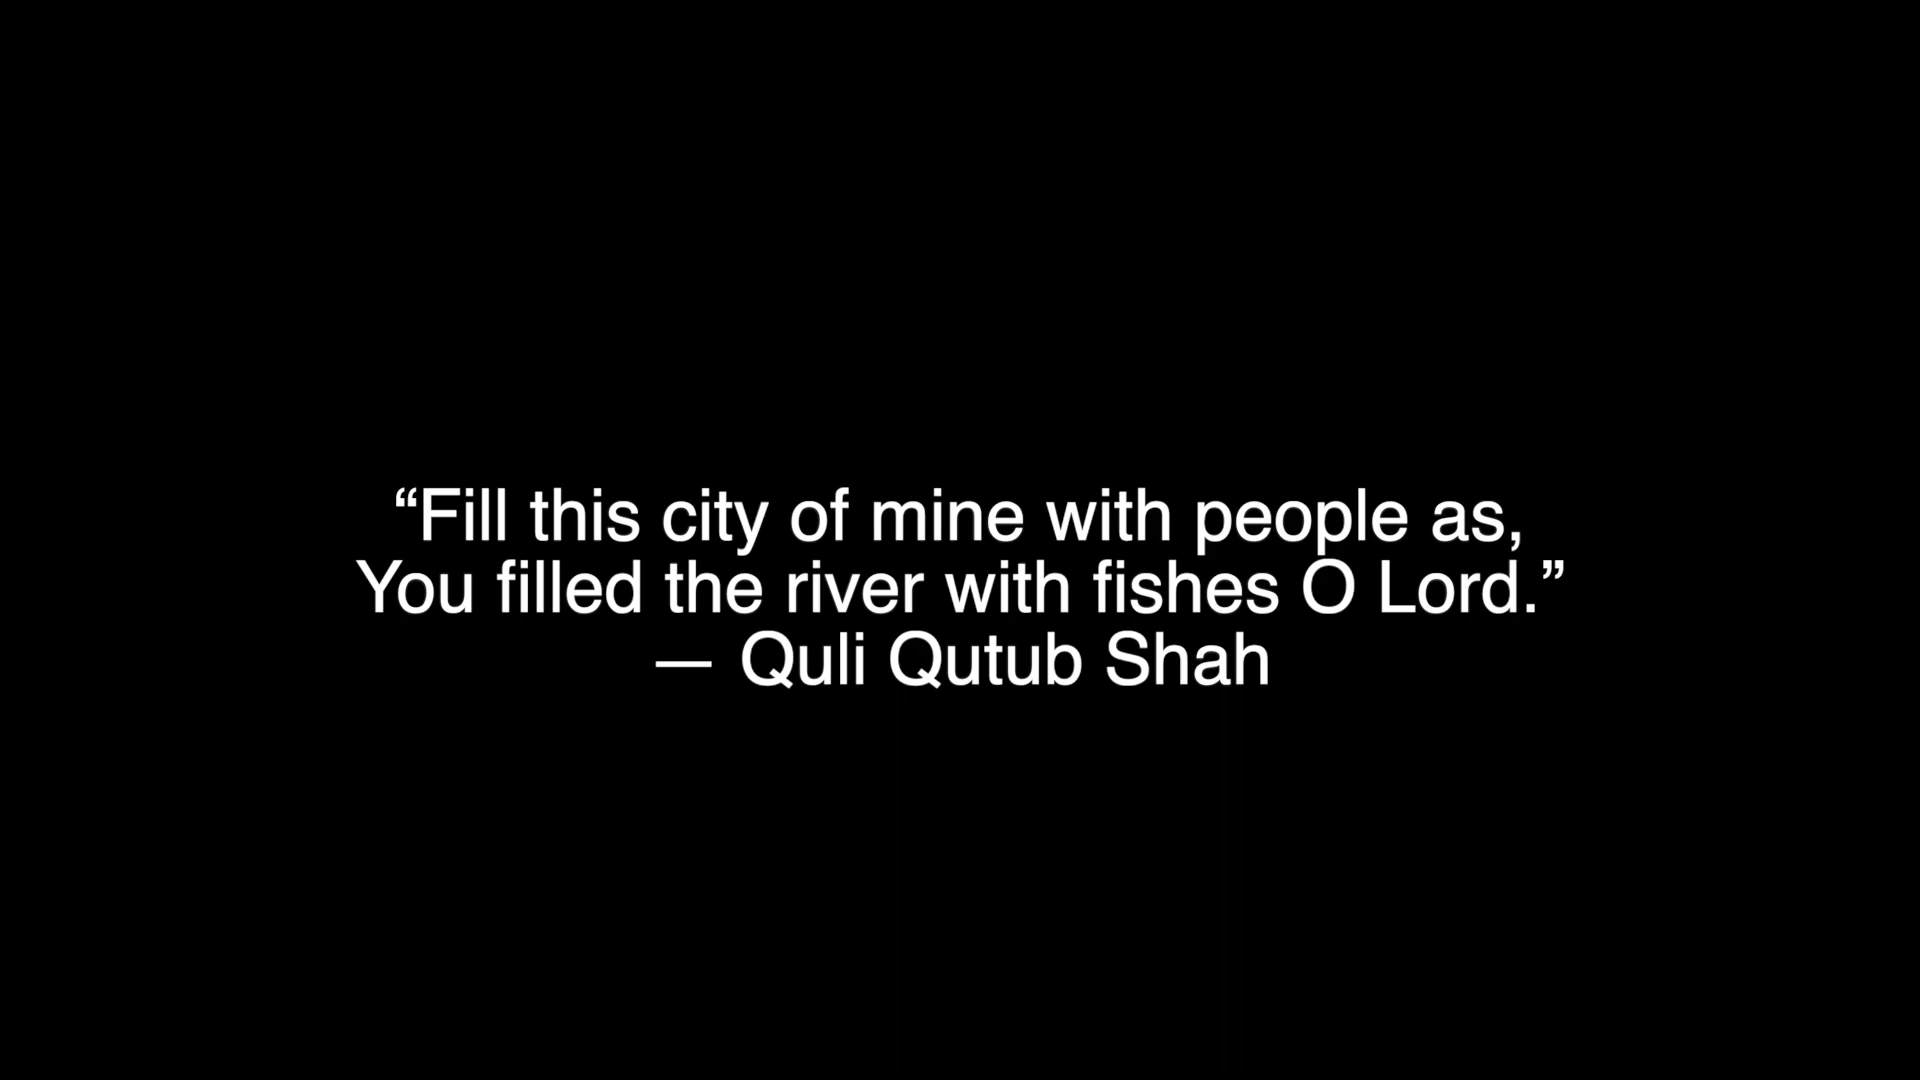 “Fill this city of mine with people as,
You filled the river with fishes O Lord.”
— Quli Qutub Shah